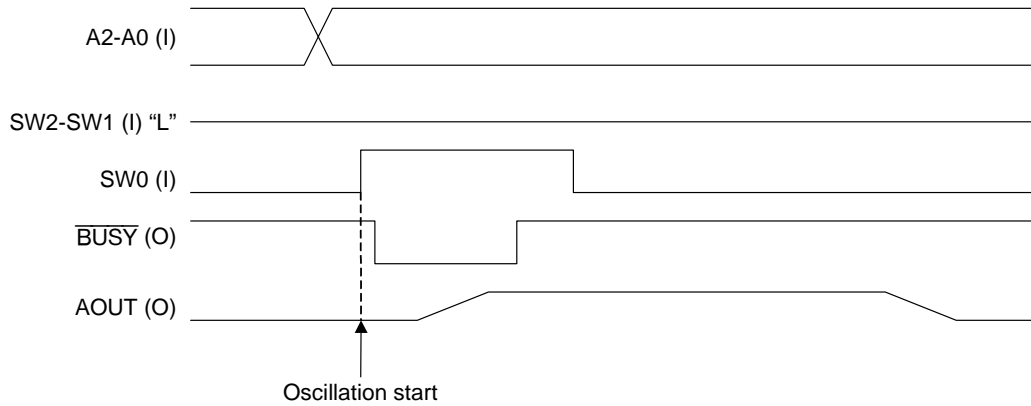 A2-A0 (I)
SW2-SW1 (I) “L”
SW0 (I)
BUSY (O)
AOUT (O)
Oscillation start